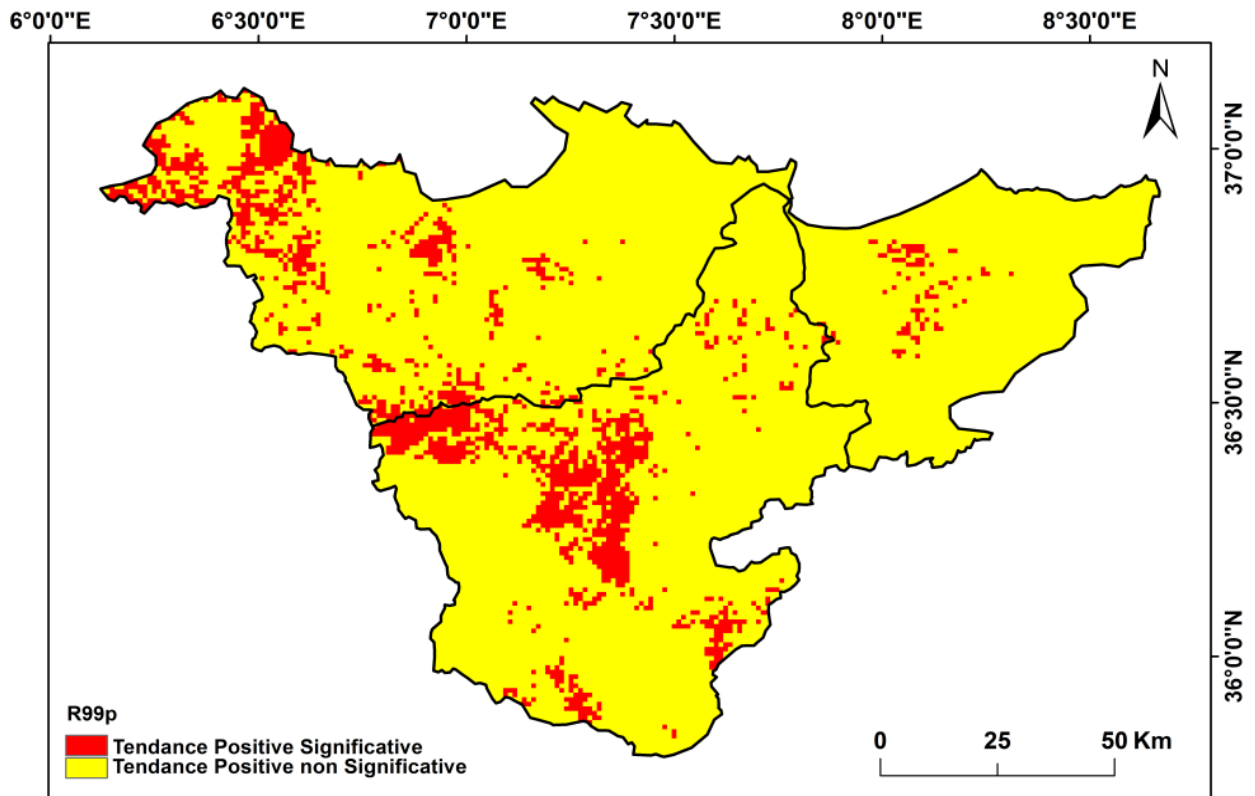 6°0'0"E 6°30'0"E 7°0'0"E 7°30'0"E 8°0'0"E 8°30'0"E
N
37°0'0"N
36°30'0"N
36°0'0"N
R99p
Tendance Positive Significative
Tendance Positive non Significative
0 25 50 Km